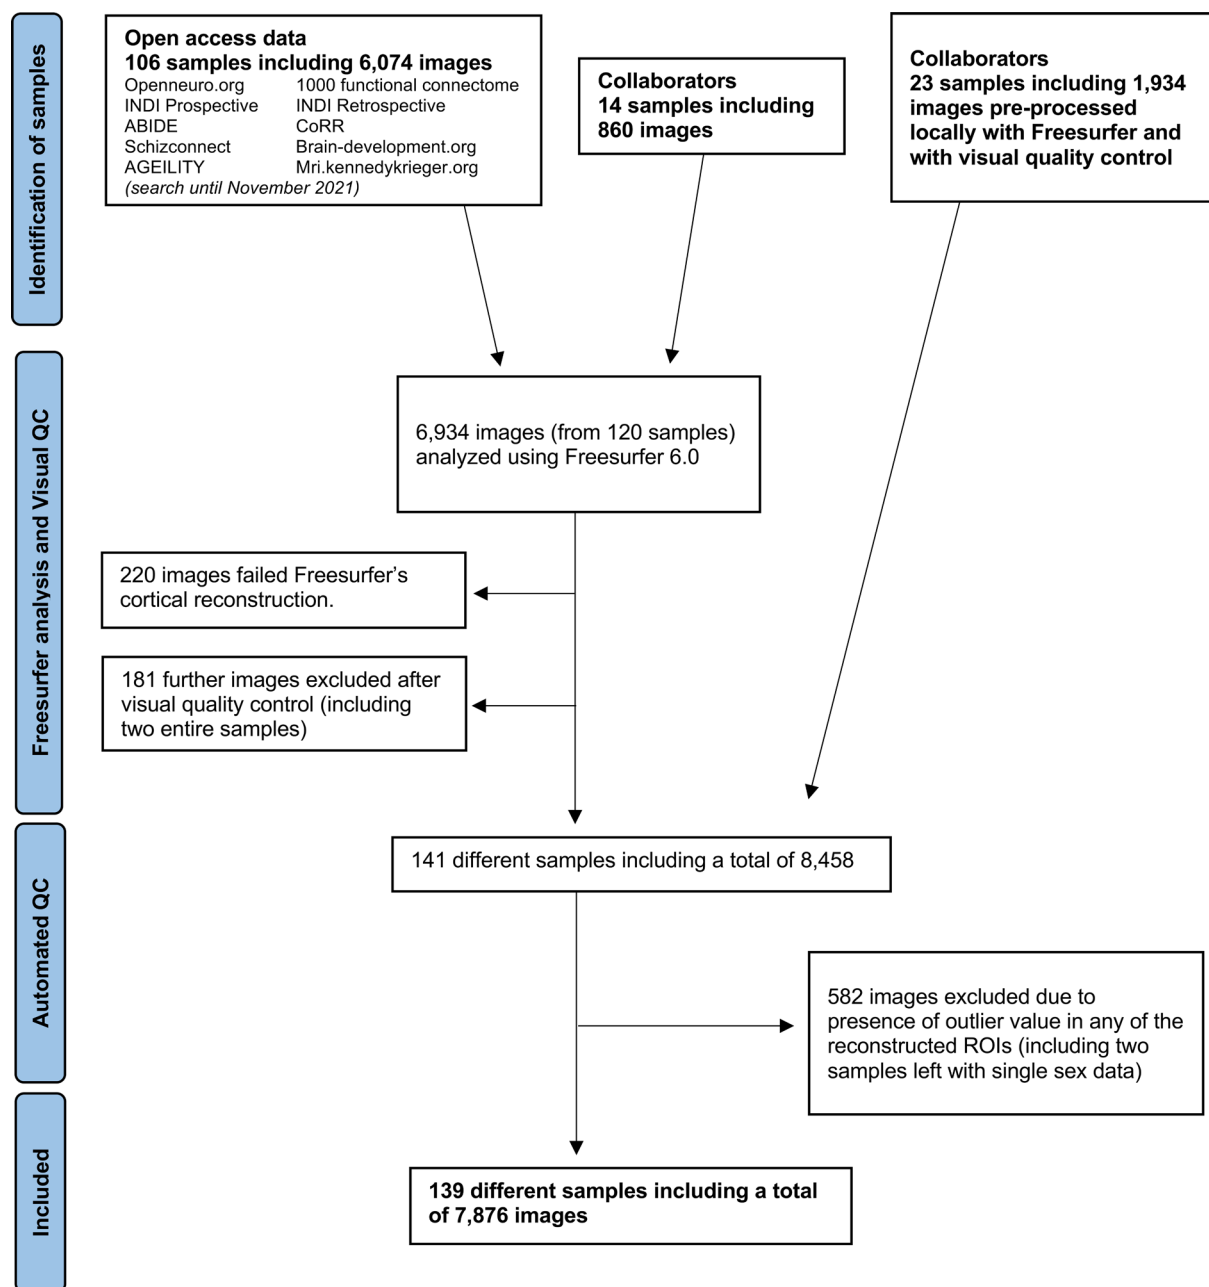 Identification of samples
Open access data
106 samples including 6,074 images
Openneuro.org 1000 functional connectome
INDI Prospective INDI Retrospective
ABIDE CoRR
Schizconnect Brain-development.org
AGEILITY Mri.kennedykrieger.org
(search until November 2021)
Collaborators
14 samples including
860 images
Collaborators
23 samples including 1,934
images pre-processed
locally with Freesurfer and
with visual quality control
Freesurfer analysis and Visual QC
6,934 images (from 120 samples)
analyzed using Freesurfer 6.0
220 images failed Freesurfer's
cortical reconstruction.
181 further images excluded after
visual quality control (including
two entire samples)
Automated QC
141 different samples including a total of 8,458
582 images excluded due to
presence of outlier value in any of the
reconstructed ROIs (including two
samples left with single sex data)
Included
139 different samples including a total
of 7,876 images